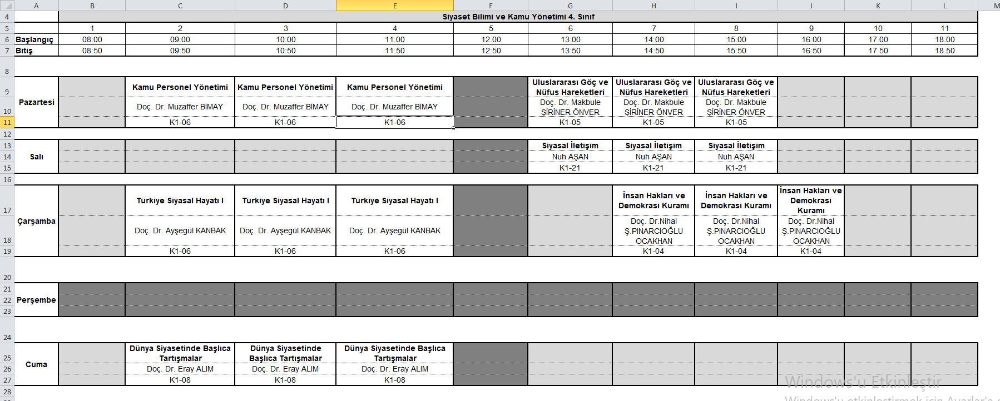 A B C D E F G H I J K L M
4 Siyaset Bilimi ve Kamu Yönetimi 4. Sınıf
5 1 2 3 4 5 6 7 8 9 10 11
6 Başlangıç 08:00 09:00 10:00 11:00 12.00 13:00 14:00 15:00 16:00 17.00 18.00
7 Bitiş 08:50 09:50 10:50 11:50 12:50 13:50 14:50 15:50 16:50 17.50 18.50
8
9 Kamu Personel Yönetimi Kamu Personel Yönetimi Kamu Personel Yönetimi Uluslararası Göç ve Uluslararası Göç ve Uluslararası Göç ve
Nüfus Hareketleri Nüfus Hareketleri Nüfus Hareketleri
Pazartesi
10 Doç. Dr. Muzaffer BİMAY Doç. Dr. Muzaffer BİMAY Doç. Dr. Muzaffer BİMAY Doç. Dr. Makbule Doç. Dr. Makbule Doç. Dr. Makbule
ŞİRİNER ÖNVER ŞİRİNER ÖNVER ŞİRİNER ÖNVER
11 K1-06 K1-06 K1-06 K1-05 K1-05 K1-05
12
13 Siyasal İletişim Siyasal İletişim Siyasal İletişim
14 Salı Nuh AŞAN Nuh AŞAN Nuh AŞAN
15 K1-21 K1-21 K1-21
16
17 Türkiye Siyasal Hayatı I Türkiye Siyasal Hayatı I Türkiye Siyasal Hayatı I İnsan Hakları ve İnsan Hakları ve İnsan Hakları ve
Demokrasi Kuramı Demokrasi Kuramı Demokrasi
Kuramı
Çarşamba
18 Doç. Dr. Ayşegül KANBAK Doç. Dr. Ayşegül KANBAK Doç. Dr. Ayşegül KANBAK Doç. Dr.Nihal Doç. Dr.Nihal Doç. Dr.Nihal
Ş.PINARCIOĞLU Ş.PINARCIOĞLU Ş.PINARCIOĞLU
OCAKHAN OCAKHAN OCAKHAN
19 K1-06 K1-06 K1-06 K1-04 K1-04 K1-04
20
21
22 Perşembe
23
24
25 Dünya Siyasetinde Başlıca Dünya Siyasetinde Dünya Siyasetinde Başlıca
Tartışmalar Başlıca Tartışmalar Tartışmalar
Cuma
26 Doç. Dr. Eray ALIM Doç. Dr. Eray ALIM Doç. Dr. Eray ALIM
27 K1-08 K1-08 K1-08
Windows'u Etkinleştir
28
Windows'u etkinleştirmek için Ayarlar'a